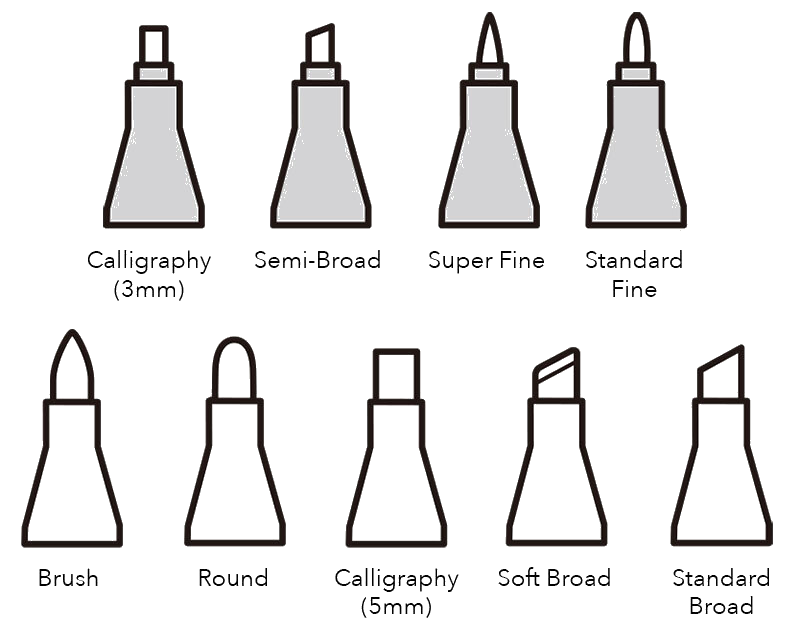 Calligraphy Semi-Broad Super Fine Standard
(3mm) Fine
Brush Round Calligraphy Soft Broad Standard
(5mm) Broad